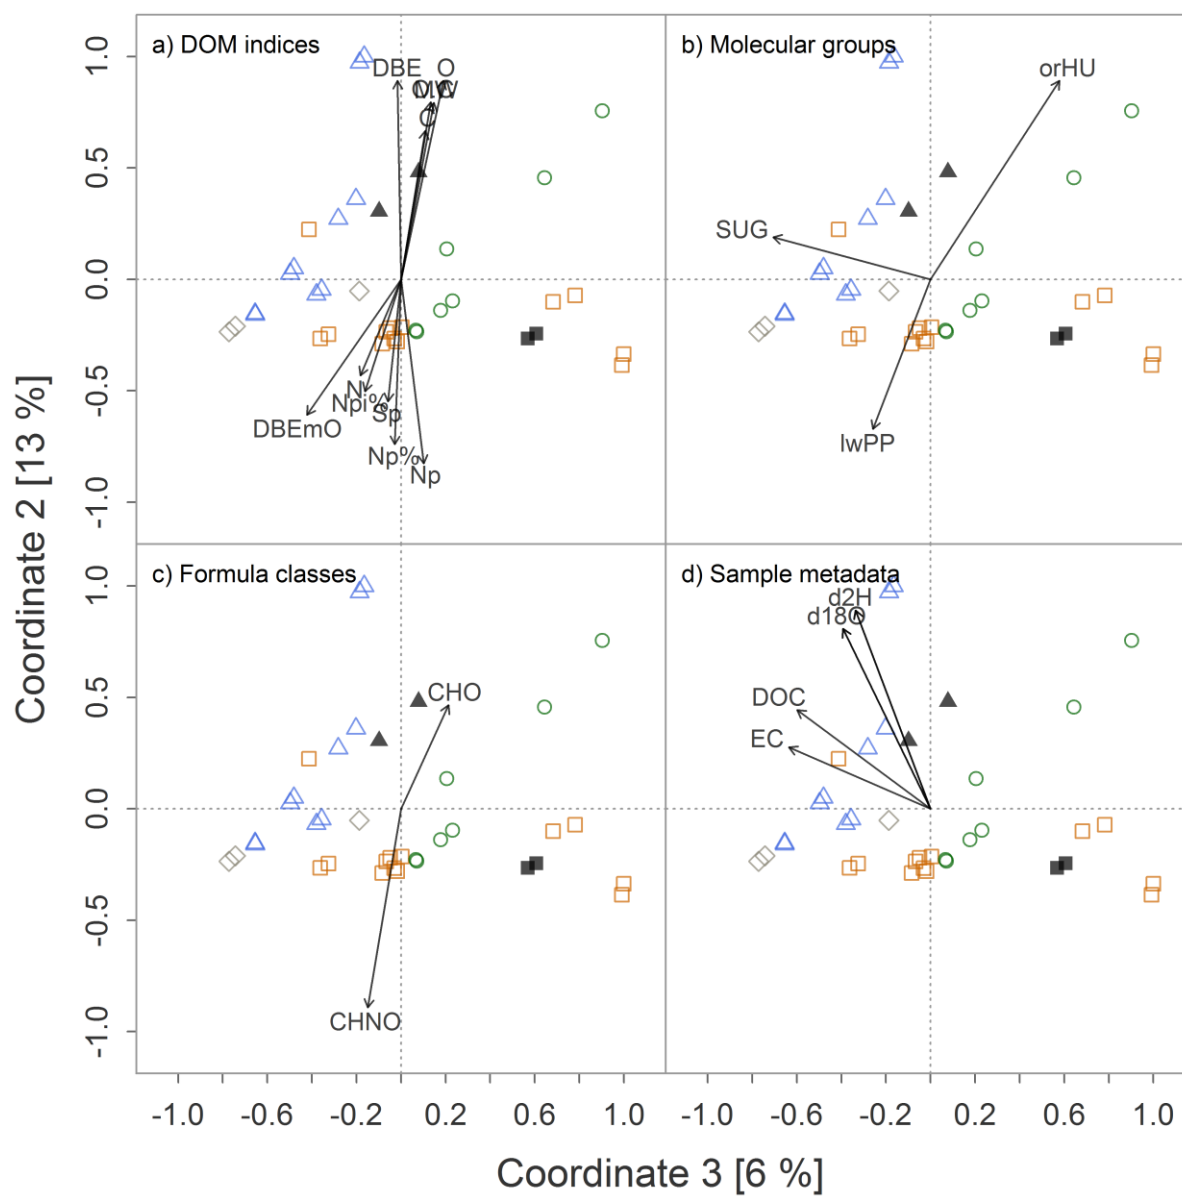 a) DOM indices
b) Molecular groups
DBE
O
MW
orHU
SUG
N
Npi%
Sp
DBEmO
Np%
Np
lwPP
c) Formula classes
d) Sample metadata
CHO
CHNO
d2H
d18O
DOC
EC
1.0
0.5
0.0
-0.5
-1.0
1.0
0.5
0.0
-0.5
-1.0
Coordinate 2 [13 %]
-1.0 -0.6 -0.2 0.2 0.6 1.0
-1.0 -0.6 -0.2 0.2 0.6 1.0
Coordinate 3 [6 %]